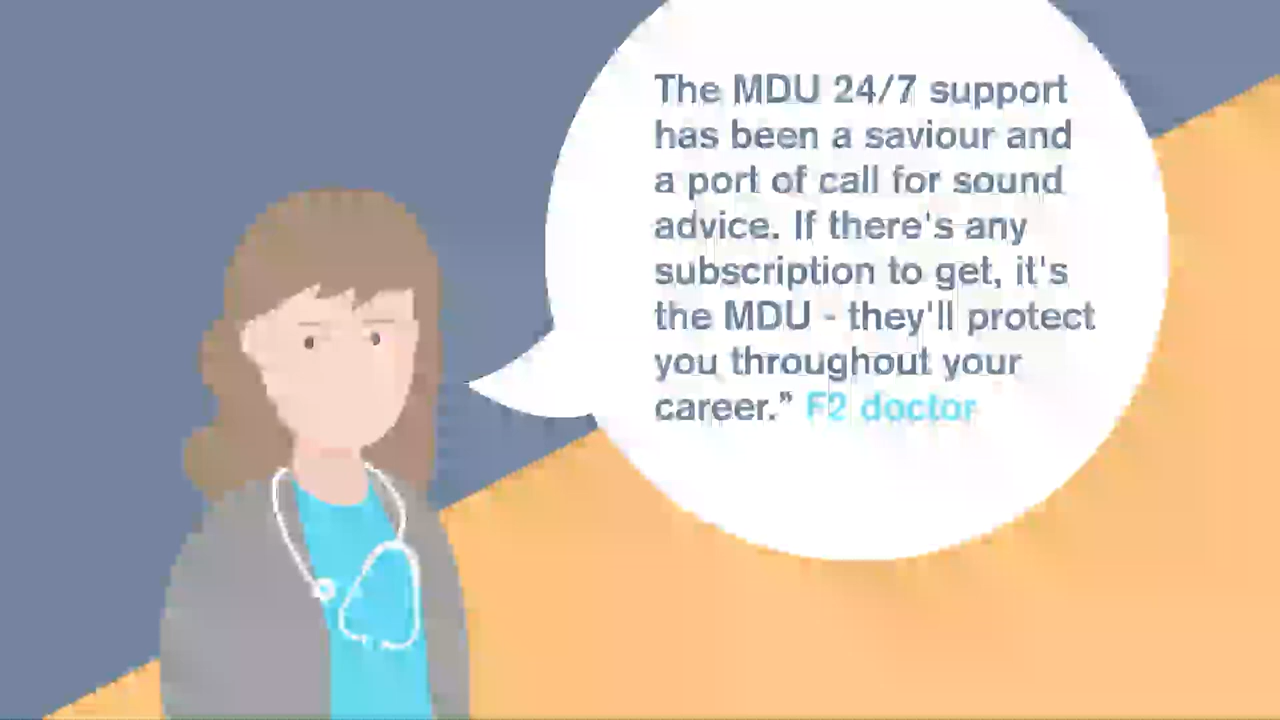 The MDU 24/7 support
has been a saviour and
a port of call for sound
advice. If there's any
subscription to get, it's
the MDU - they'll protect
you throughout your
career.” F2 doctor